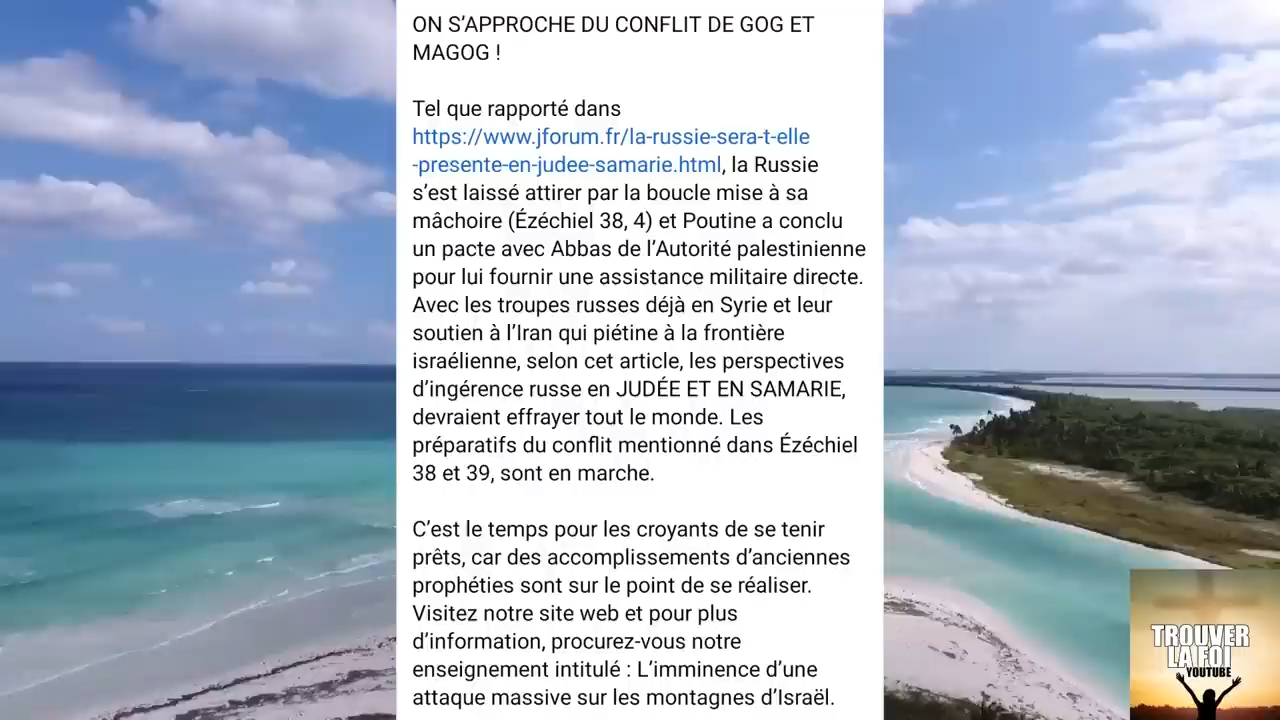 ON S’APPROCHE DU CONFLIT DE GOG ET
MAGOG !
Tel que rapporté dans
https://www.jforum.fr/la-russie-sera-t-elle
-presente-en-judee-samarie.html, la Russie
s’est laissé attirer par la boucle mise à sa
mâchoire (Ézéchiel 38, 4) et Poutine a conclu
un pacte avec Abbas de l’Autorité palestinienne
pour lui fournir une assistance militaire directe.
Avec les troupes russes déjà en Syrie et leur
soutien à l’Iran qui piétine à la frontière
israélienne, selon cet article, les perspectives
d’ingérence russe en JUDÉE ET EN SAMARIE,
devraient effrayer tout le monde. Les
préparatifs du conflit mentionné dans Ézéchiel
38 et 39, sont en marche.
C’est le temps pour les croyants de se tenir
prêts, car des accomplissements d’anciennes
prophéties sont sur le point de se réaliser.
Visitez notre site web et pour plus
d’information, procurez-vous notre
enseignement intitulé : L’imminence d’une
attaque massive sur les montagnes d’Israël.
TROUVER
LA FOI
YOUTUBE